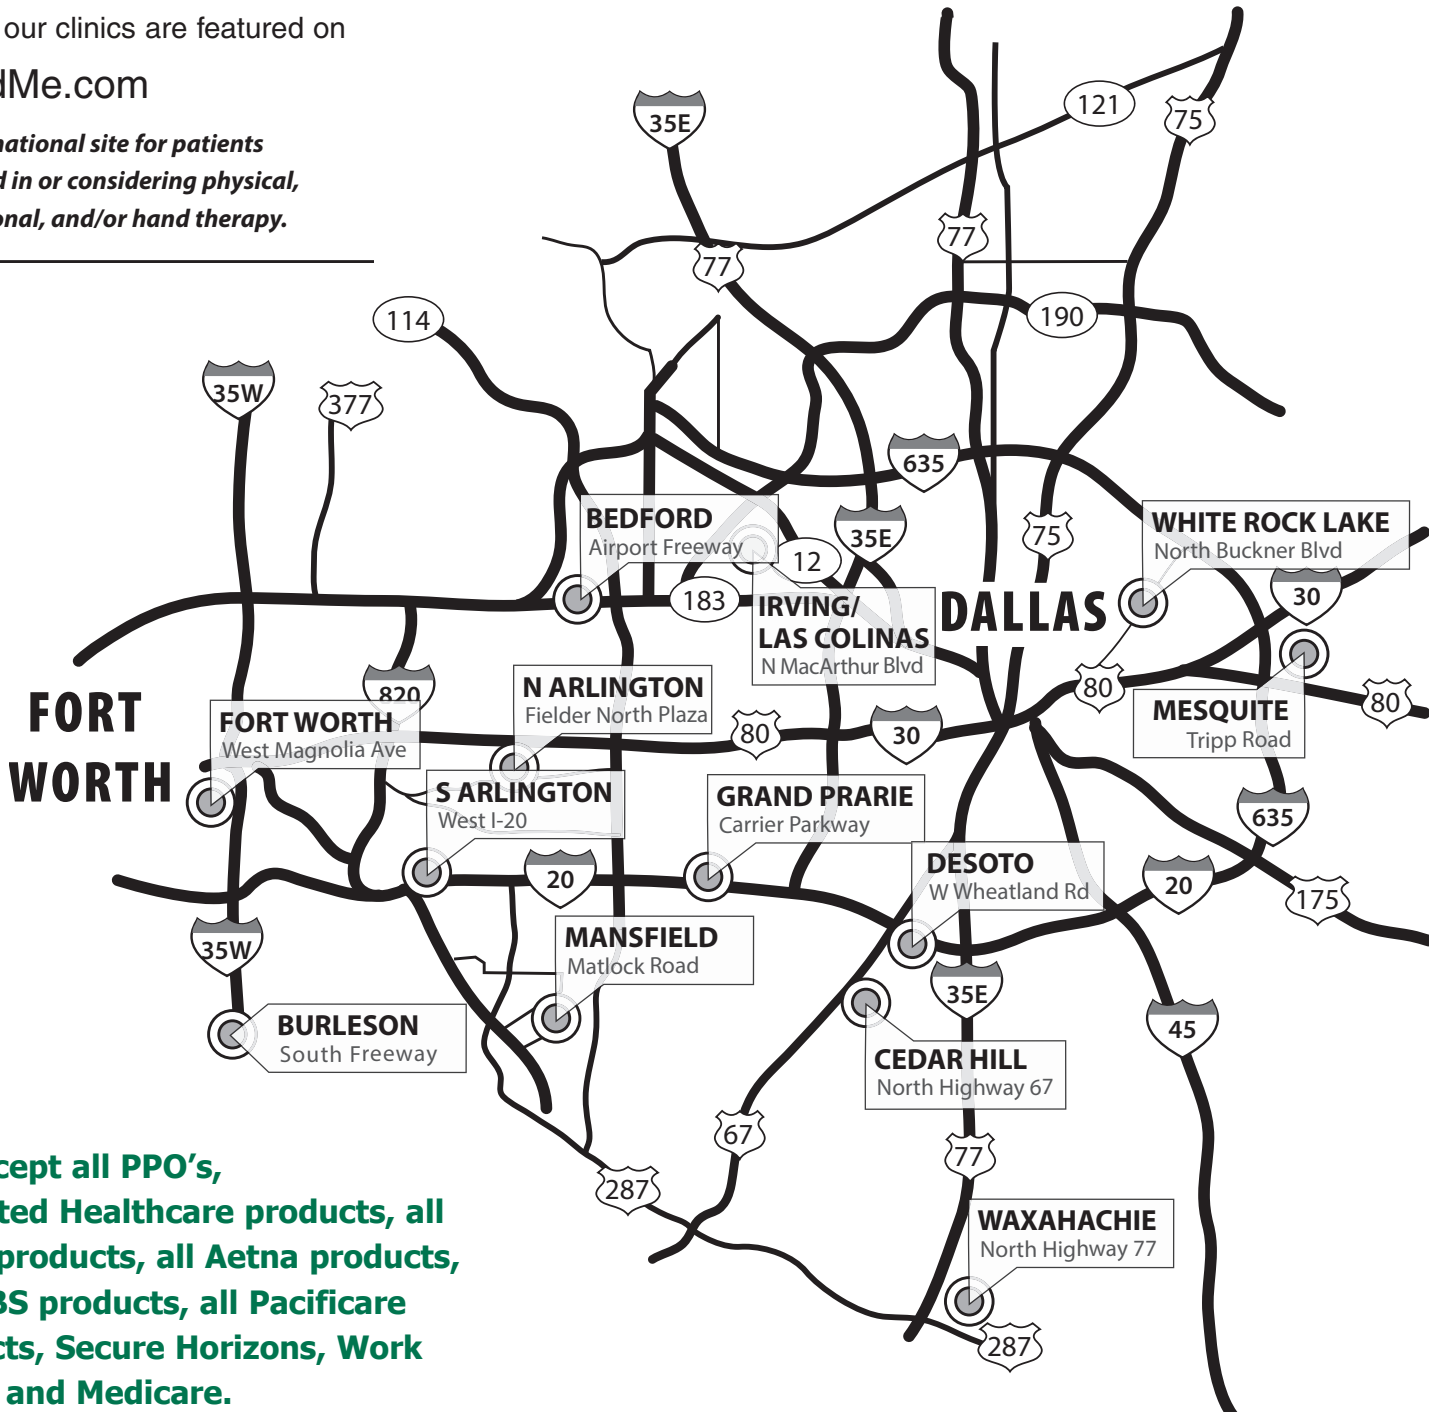 our clinics are featured on
dMe.com
national site for patients
d in or considering physical,
onal, and/or hand therapy.
121
75
35E
77
77
114
190
35W
377
635
BEDFORD
Airport Freeway
12
35E
75
WHITE ROCK LAKE
North Buckner Blvd
30
183
IRVING/
LAS COLINAS
N MacArthur Blvd
DALLAS
820
N ARLINGTON
Fielder North Plaza
80
80
FORT
WORTH
FORT WORTH
West Magnolia Ave
80
30
MESQUITE
Tripp Road
S ARLINGTON
West I-20
GRAND PRARIE
Carrier Parkway
635
20
DESOTO
W Wheatland Rd
20
175
35W
MANSFIELD
Matlock Road
35E
BURLESON
South Freeway
45
CEDAR HILL
North Highway 67
67
77
287
cept all PPO’s,
ted Healthcare products, all
products, all Aetna products,
BS products, all Pacificare
cts, Secure Horizons, Work
and Medicare.
WAXAHACHIE
North Highway 77
287